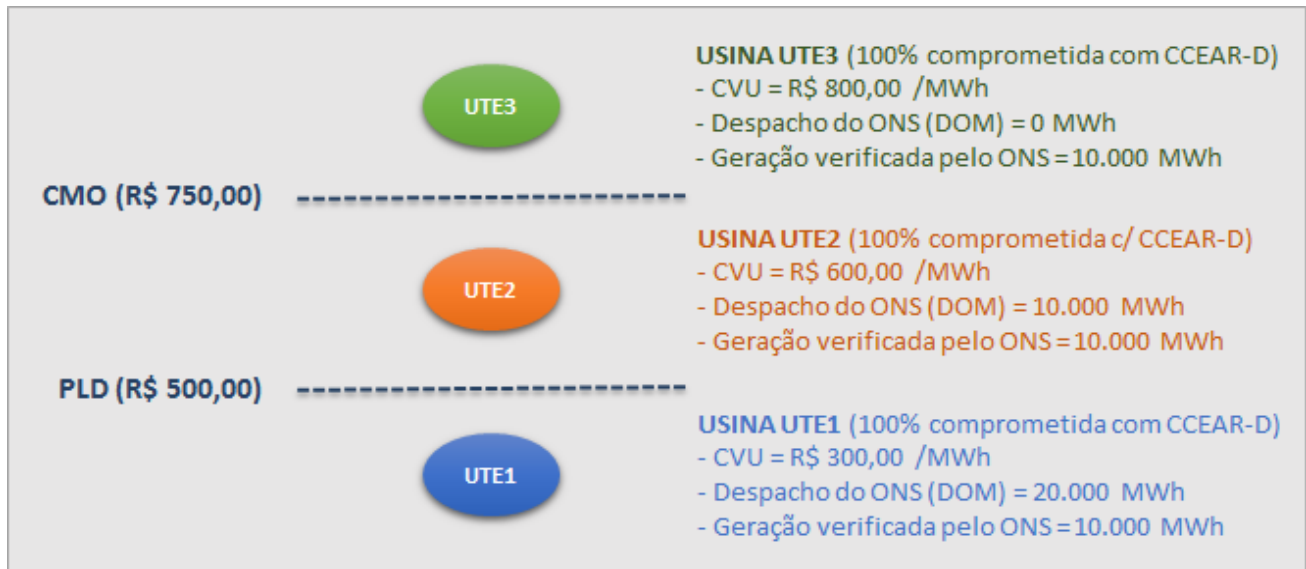 USINA UTE3 (100% comprometida com CCEAR-D)
- CVU = R$ 800,00 /MWh
- Despacho do ONS (DOM) = 0 MWh
- Geração verificada pelo ONS = 10.000 MWh
UTE3
CMO (R$ 750,00)
USINA UTE2 (100% comprometida c/ CCEAR-D)
- CVU = R$ 600,00 /MWh
- Despacho do ONS (DOM) = 10.000 MWh
- Geração verificada pelo ONS = 10.000 MWh
UTE2
PLD (R$ 500,00)
USINA UTE1 (100% comprometida com CCEAR-D)
- CVU = R$ 300,00 /MWh
- Despacho do ONS (DOM) = 20.000 MWh
- Geração verificada pelo ONS = 10.000 MWh
UTE1